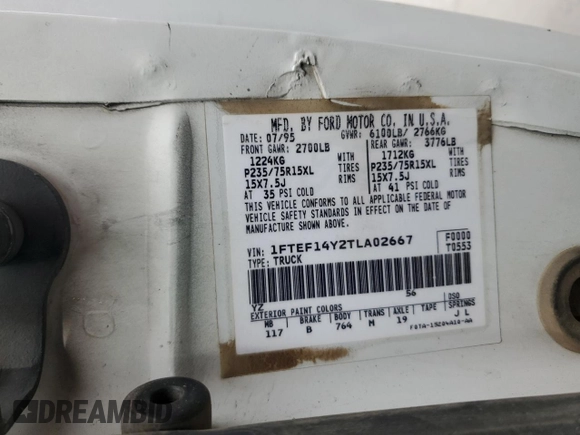 MFD. BY FORD MOTOR CO. IN U.S.A.
DATE: 07/95 GVWR: 6100LB/ 2766KG
FRONT GAWR: 2700LB REAR GAWR: 3776LB
1224KG WITH 1712KG WITH
P235/75R15XL TIRES P235/75R15XL TIRES
15X7.5J RIMS 15X7.5J RIMS
AT 35 PSI COLD AT 41 PSI COLD
THIS VEHICLE CONFORMS TO ALL APPLICABLE FEDERAL MOTOR
VEHICLE SAFETY STANDARDS IN EFFECT ON THE DATE OF
MANUFACTURE SHOWN ABOVE.
VIN: 1FTEF14Y2TLA02667 F0000
TYPE: TRUCK T0553
YZ 56
EXTERIOR PAINT COLORS DSO
WB BRAKE BODY TRANS AXLE TAPE SPRINGS
117 B 764 M 19 J L
DREAMBID